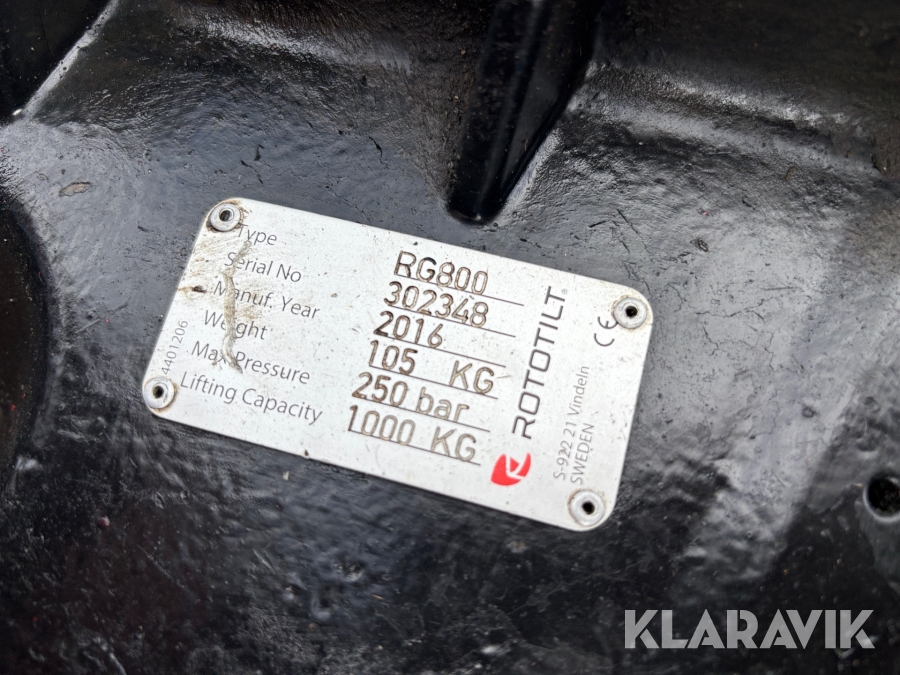 Type RG800
Serial No 302348
Manuf. Year 2016
Weight 105 KG
Max Pressure 250 bar
Lifting Capacity 1000 KG
4401206
ROTOTILT®
CE
S-922 21 Vindeln
SWEDEN
KLARAVIK